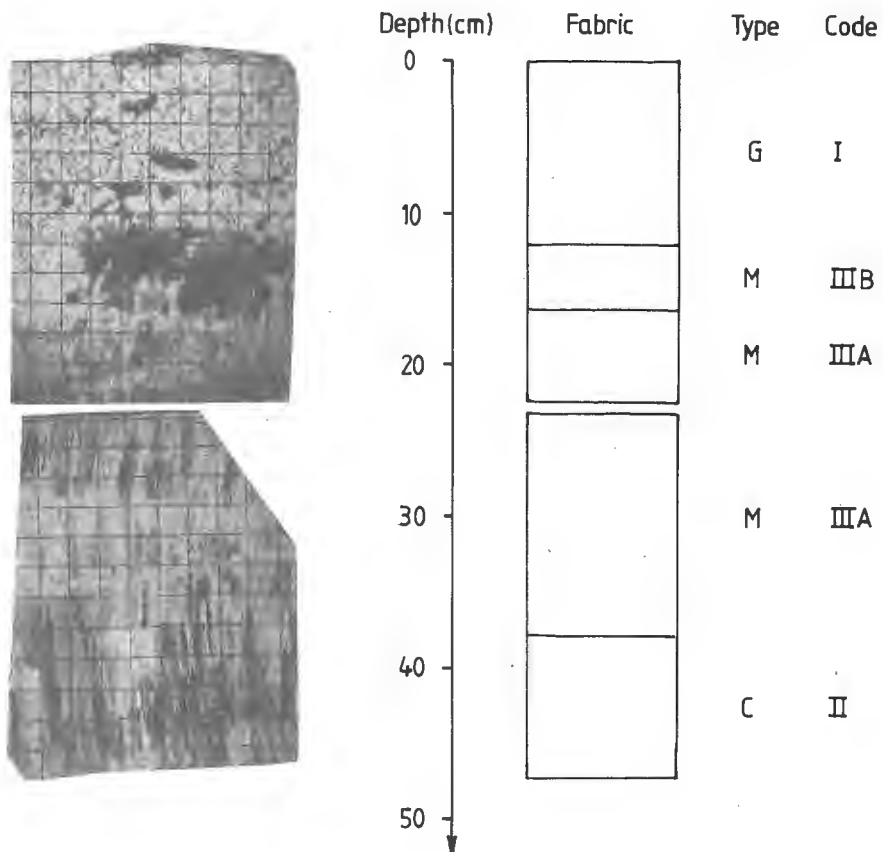 Depth(cm) Fabric Type Code
0
G I
10
M IIIB
M IIIA
20
30
M IIIA
40
C II
50